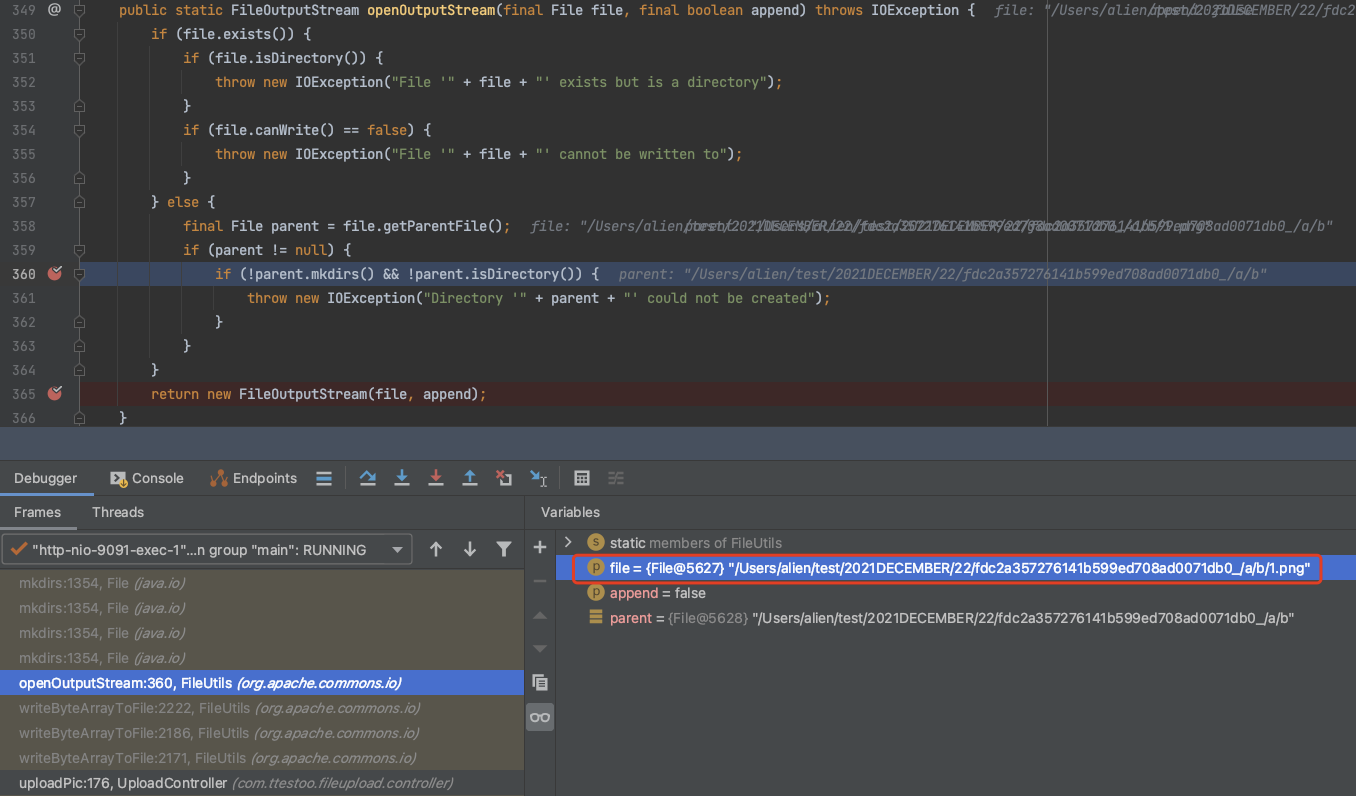 349 @ public static FileOutputStream openOutputStream(final File file, final boolean append) throws IOException { file: "/Users/alien/
350 if (file.exists()) {
351 if (file.isDirectory()) {
352 throw new IOException("File '" + file + "' exists but is a directory");
353 }
354 if (file.canWrite() == false) {
355 throw new IOException("File '" + file + "' cannot be written to");
356 }
357 } else {
358 final File parent = file.getParentFile(); file: "/Users/alien/
359 if (parent != null) {
360 if (!parent.mkdirs() && !parent.isDirectory()) { parent: "/Users/alien/test/2021DECEMBER/22/fdc2a357276141b599ed708ad0071db0_/a/b"
361 throw new IOException("Directory '" + parent + "' could not be created");
362 }
363 }
364 }
365 return new FileOutputStream(file, append);
366 }
Debugger Console Endpoints
Frames Threads Variables
"http-nio-9091-exec-1"...n group "main": RUNNING
mkdirs:1354, File (java.io)
mkdirs:1354, File (java.io)
mkdirs:1354, File (java.io)
mkdirs:1354, File (java.io)
openOutputStream:360, FileUtils (org.apache.commons.io)
writeByteArrayToFile:2222, FileUtils (org.apache.commons.io)
writeByteArrayToFile:2186, FileUtils (org.apache.commons.io)
writeByteArrayToFile:2171, FileUtils (org.apache.commons.io)
uploadPic:176, UploadController (com.ttestoo.fileupload.controller)
s static members of FileUtils
p file = {File@5627} "/Users/alien/test/2021DECEMBER/22/fdc2a357276141b599ed708ad0071db0_/a/b/1.png"
p append = false
parent = {File@5628} "/Users/alien/test/2021DECEMBER/22/fdc2a357276141b599ed708ad0071db0_/a/b"